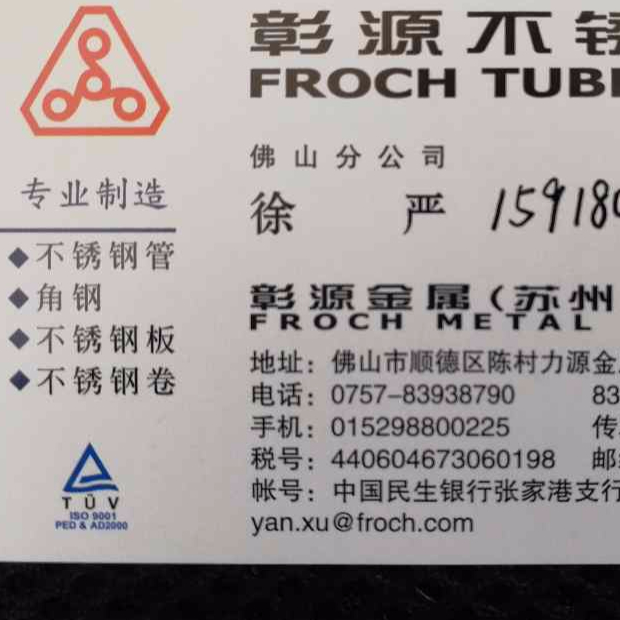 彰源不锈
FROCH TUB
佛山分公司
徐 严 159180
专业制造
◆不锈钢管
◆角钢
◆不锈钢板
◆不锈钢卷
彰源金属(苏州
FROCH METAL
地址：佛山市顺德区陈村力源金
电话：0757-83938790 83
手机：015298800225 传
税号：440604673060198 邮
帐号：中国民生银行张家港支行
yan.xu@froch.com
TÜV
ISO 9001
PED & AD2000